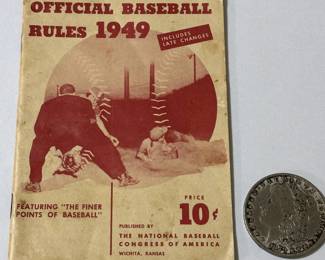 OFFICIAL BASEBALL
RULES 1949
INCLUDES
LATE CHANGES
FEATURING "THE FINER
POINTS OF BASEBALL"
PRICE
10¢
PUBLISHED BY
THE NATIONAL BASEBALL
CONGRESS OF AMERICA
WICHITA, KANSAS